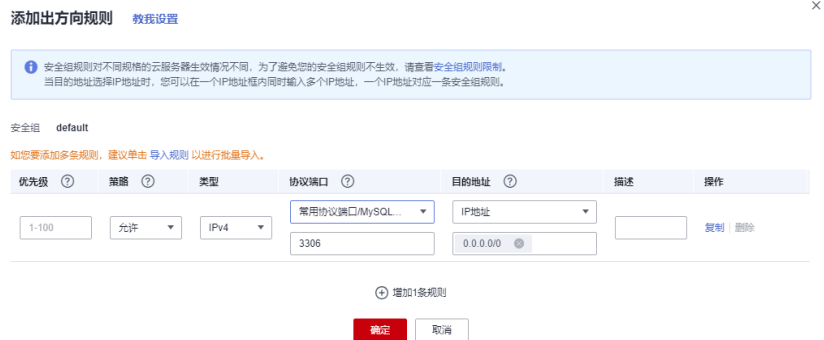 添加出方向规则 教我设置
安全组规则对不同规格的云服务器生效情况不同，为了避免您的安全组规则不生效，请查看安全组规则限制。
当目的地址选择IP地址时，您可以在一个IP地址框内同时输入多个IP地址，一个IP地址对应一条安全组规则。
安全组 default
如您要添加多条规则，建议单击 导入规则 以进行批量导入。
优先级 策略 类型 协议端口 目的地址 描述 操作
1-100 允许 IPv4 常用协议端口/MySQL... IP地址 复制 删除
3306 0.0.0.0/0
增加1条规则
确定 取消